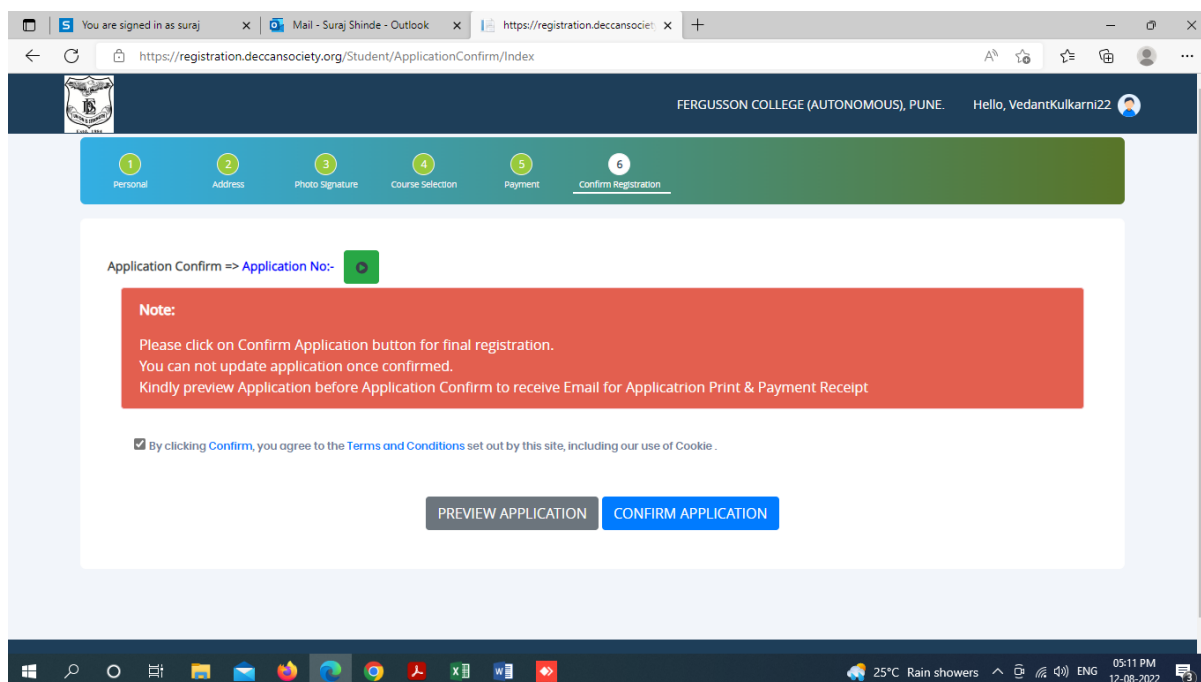 You are signed in as suraj
Mail - Suraj Shinde - Outlook
https://registration.deccansociet
https://registration.deccansociety.org/Student/ApplicationConfirm/Index
FERGUSSON COLLEGE (AUTONOMOUS), PUNE.
Hello, VedantKulkarni22
1 2 3 4 5 6
Personal Address Photo Signature Course Selection Payment Confirm Registration
Application Confirm => Application No:-
Note:
Please click on Confirm Application button for final registration.
You can not update application once confirmed.
Kindly preview Application before Application Confirm to receive Email for Applicatrion Print & Payment Receipt
By clicking Confirm, you agree to the Terms and Conditions set out by this site, including our use of Cookie .
PREVIEW APPLICATION CONFIRM APPLICATION
25°C Rain showers ENG 05:11 PM
12-08-2022